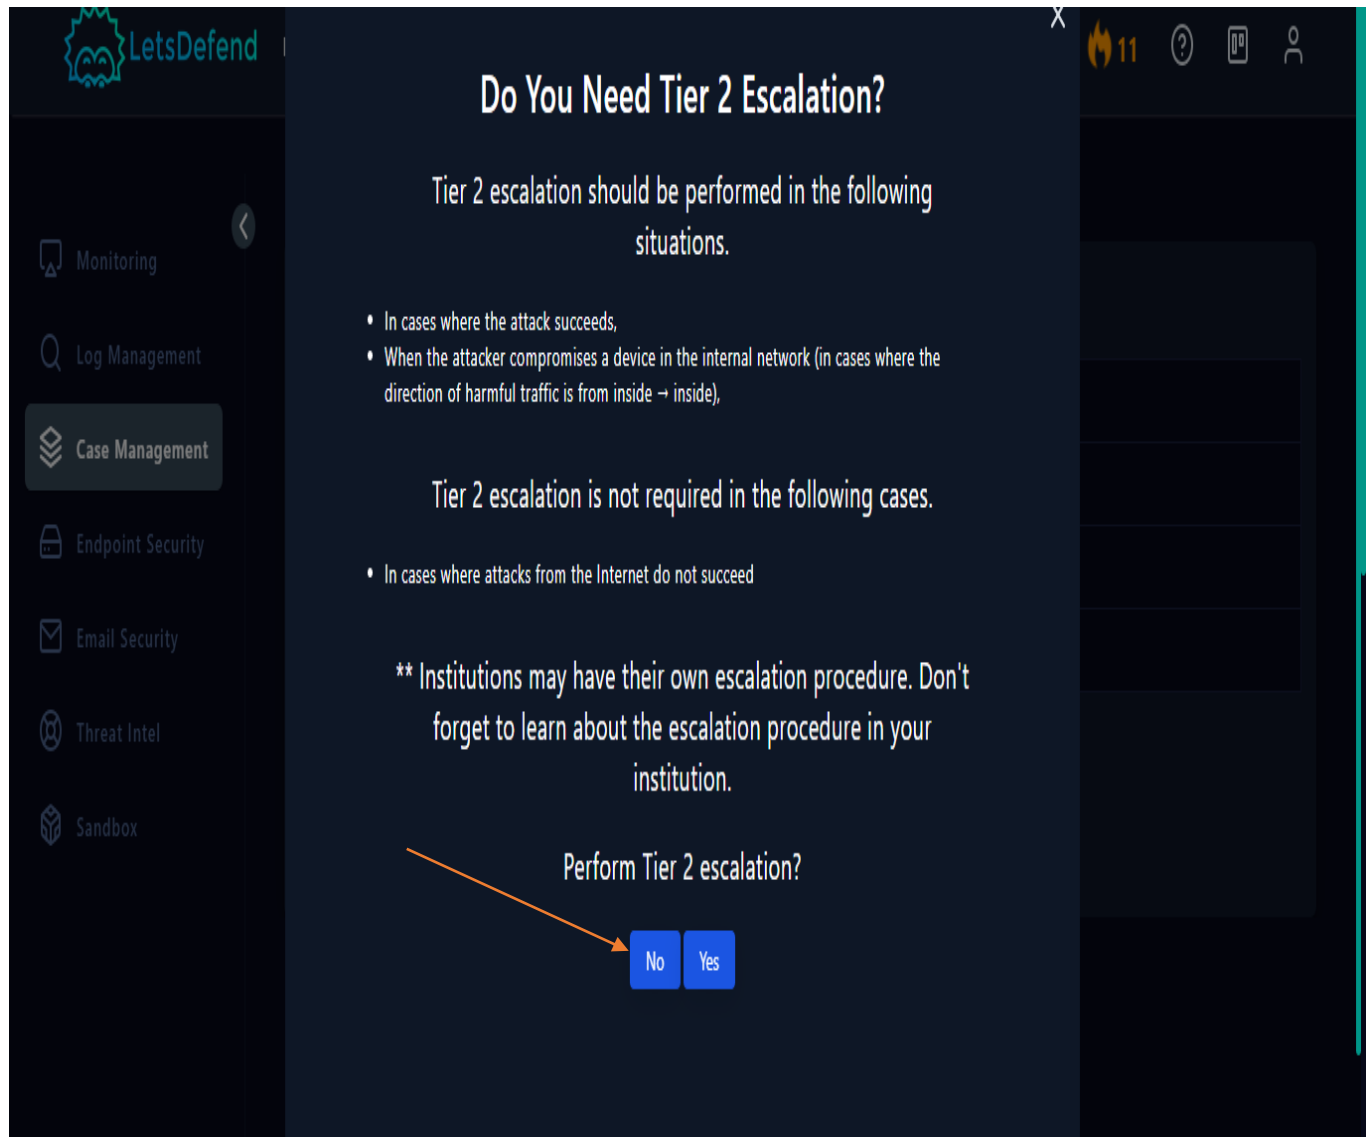 LetsDefend
X
11
Do You Need Tier 2 Escalation?
Tier 2 escalation should be performed in the following
situations.
• In cases where the attack succeeds,
• When the attacker compromises a device in the internal network (in cases where the
direction of harmful traffic is from inside → inside),
Tier 2 escalation is not required in the following cases.
• In cases where attacks from the Internet do not succeed
** Institutions may have their own escalation procedure. Don't
forget to learn about the escalation procedure in your
institution.
Perform Tier 2 escalation?
No Yes
Monitoring
Log Management
Case Management
Endpoint Security
Email Security
Threat Intel
Sandbox